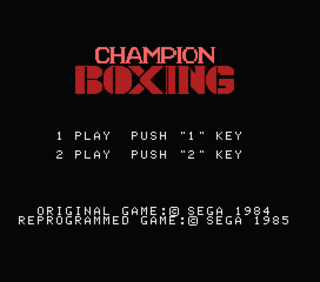 CHAMPION
BOXING
1 PLAY PUSH "1" KEY
2 PLAY PUSH "2" KEY
ORIGINAL GAME:© SEGA 1984
REPROGRAMMED GAME:© SEGA 1985